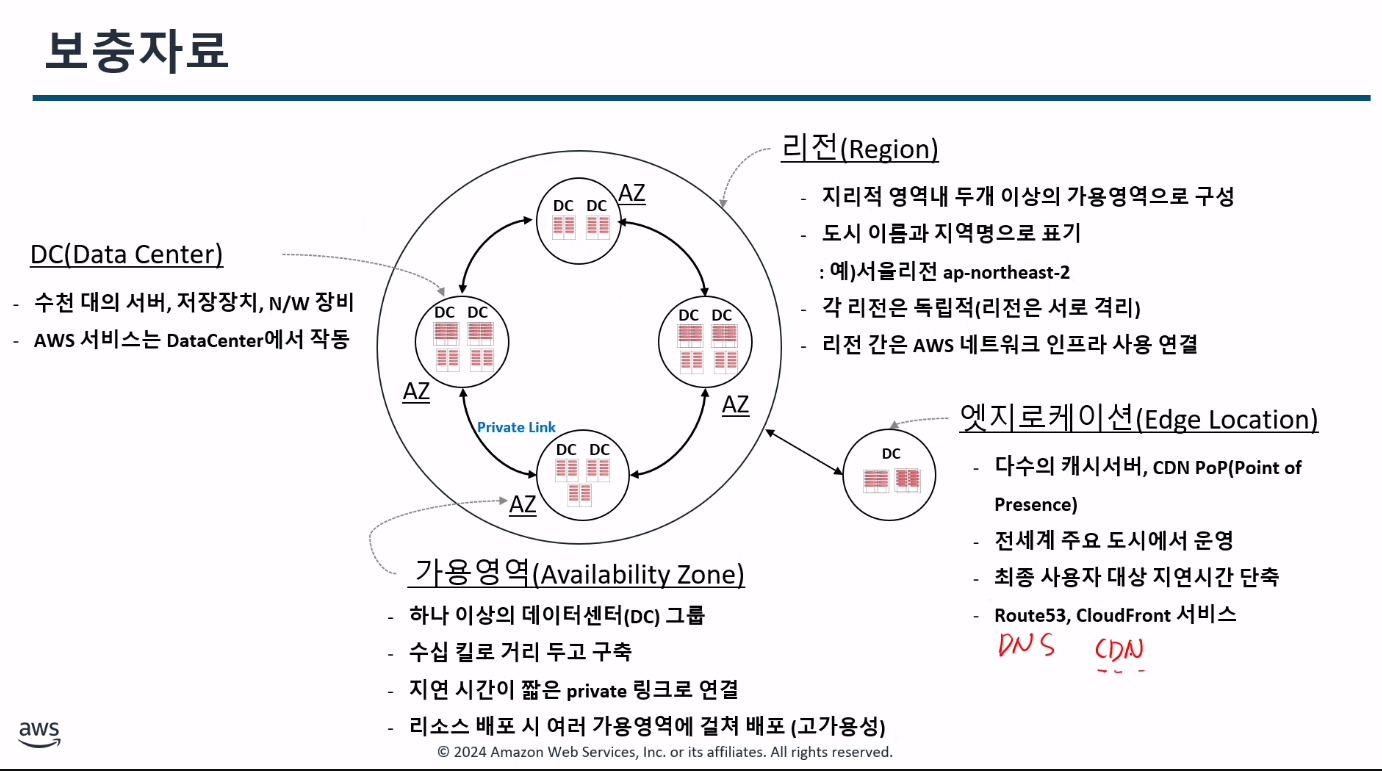 보충자료
리전(Region)
- 지리적 영역내 두개 이상의 가용영역으로 구성
- 도시 이름과 지역명으로 표기
: 예)서울리전 ap-northeast-2
- 각 리전은 독립적(리전은 서로 격리)
- 리전 간은 AWS 네트워크 인프라 사용 연결
DC(Data Center)
- 수천 대의 서버, 저장장치, N/W 장비
- AWS 서비스는 DataCenter에서 작동
AZ
DC DC
DC DC
AZ
DC DC
AZ
Private Link
DC DC
AZ
DC
엣지로케이션(Edge Location)
- 다수의 캐시서버, CDN PoP(Point of
Presence)
- 전세계 주요 도시에서 운영
- 최종 사용자 대상 지연시간 단축
- Route53, CloudFront 서비스
DNS CDN
가용영역(Availability Zone)
- 하나 이상의 데이터센터(DC) 그룹
- 수십 킬로 거리 두고 구축
- 지연 시간이 짧은 private 링크로 연결
- 리소스 배포 시 여러 가용영역에 걸쳐 배포 (고가용성)
aws
© 2024 Amazon Web Services, Inc. or its affiliates. All rights reserved.